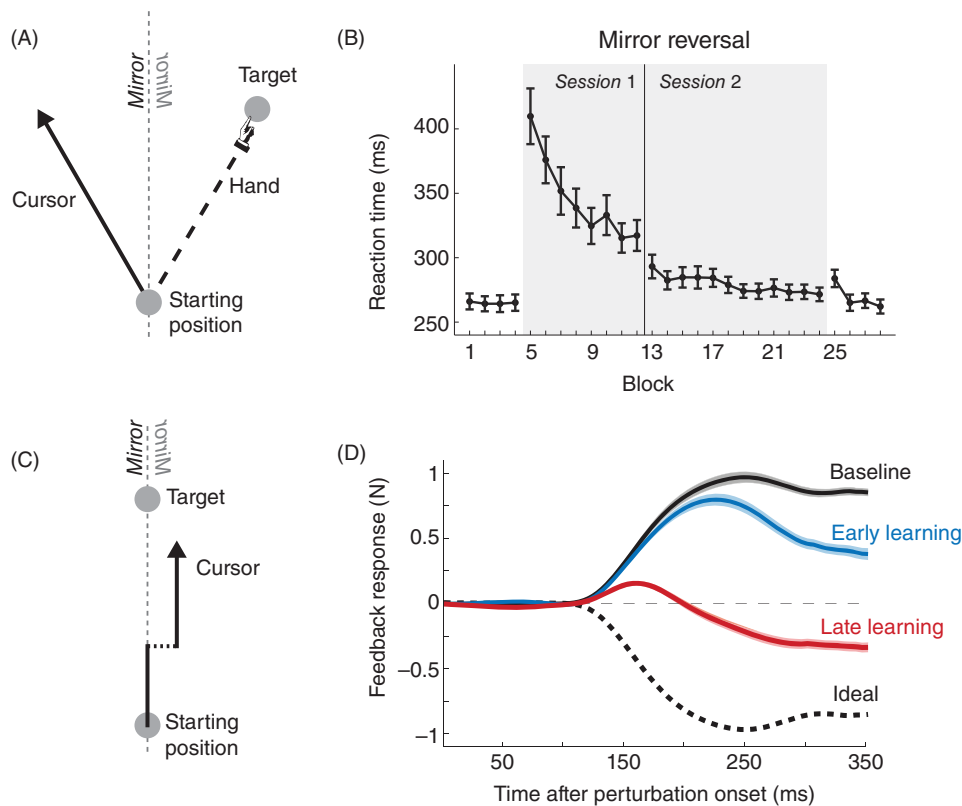 (A)
Mirror
Mirror
Target
Hand
Cursor
Starting
position
(B)
Mirror reversal
Session 1
Session 2
Reaction time (ms)
400
350
300
250
1
5
9
13
17
21
25
Block
(C)
Mirror
Mirror
Target
Cursor
Starting
position
(D)
Feedback response (N)
1
0.5
0
−0.5
−1
Baseline
Early learning
Late learning
Ideal
50
150
250
350
Time after perturbation onset (ms)